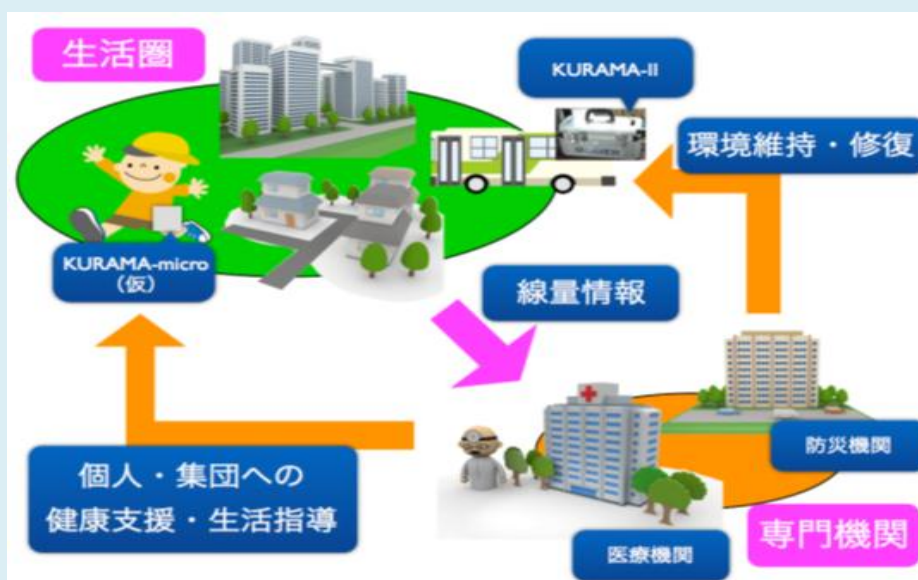 生活圏
KURAMA-II
環境維持・修復
KURAMA-micro
(仮)
線量情報
防災機関
個人・集団への
健康支援・生活指導
専門機関
医療機関